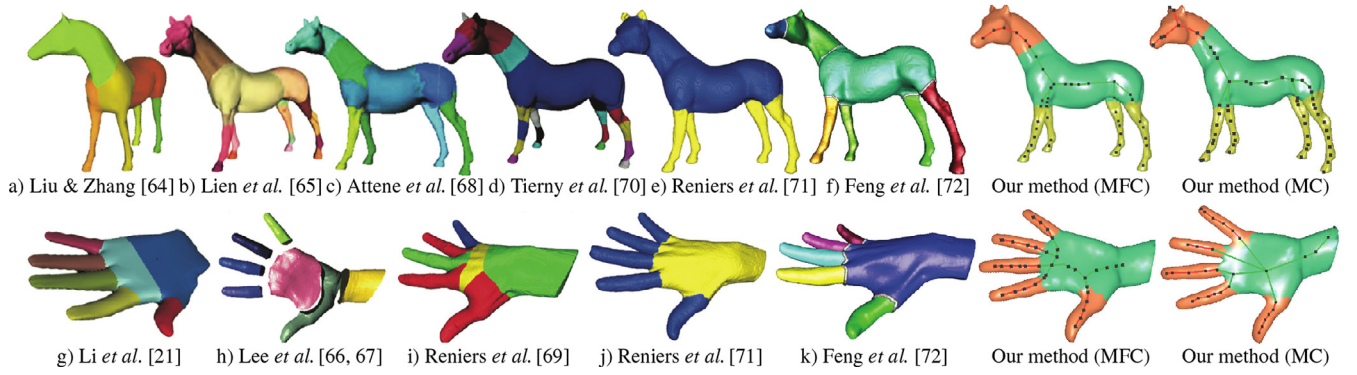 a) Liu & Zhang [64] b) Lien et al. [65] c) Attene et al. [68] d) Tierny et al. [70] e) Reniers et al. [71] f) Feng et al. [72] Our method (MFC) Our method (MC)
g) Li et al. [21] h) Lee et al. [66, 67] i) Reniers et al. [69] j) Reniers et al. [71] k) Feng et al. [72] Our method (MFC) Our method (MC)